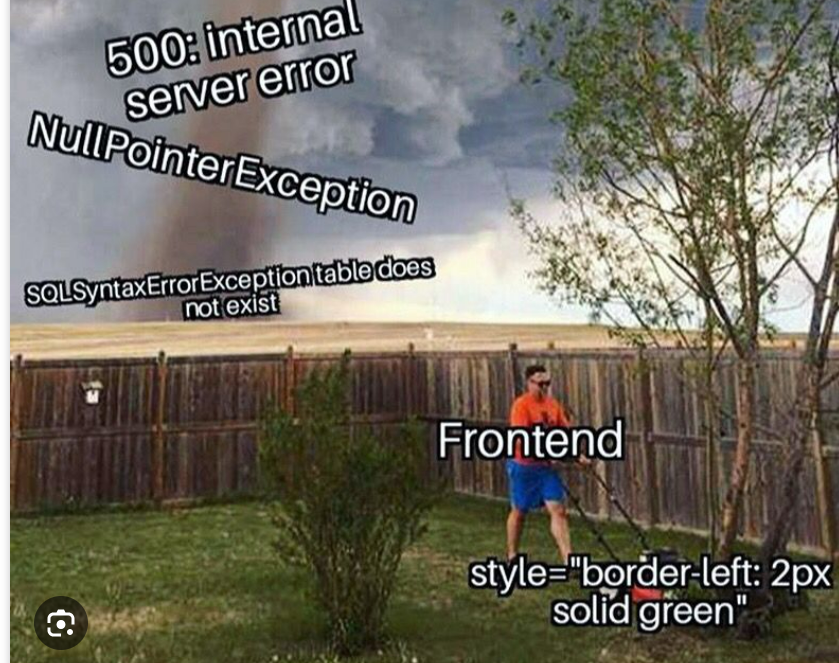 500: internal
server error
NullPointerException
SQLSyntaxErrorException table does
not exist
Frontend
style="border-left: 2px
solid green"